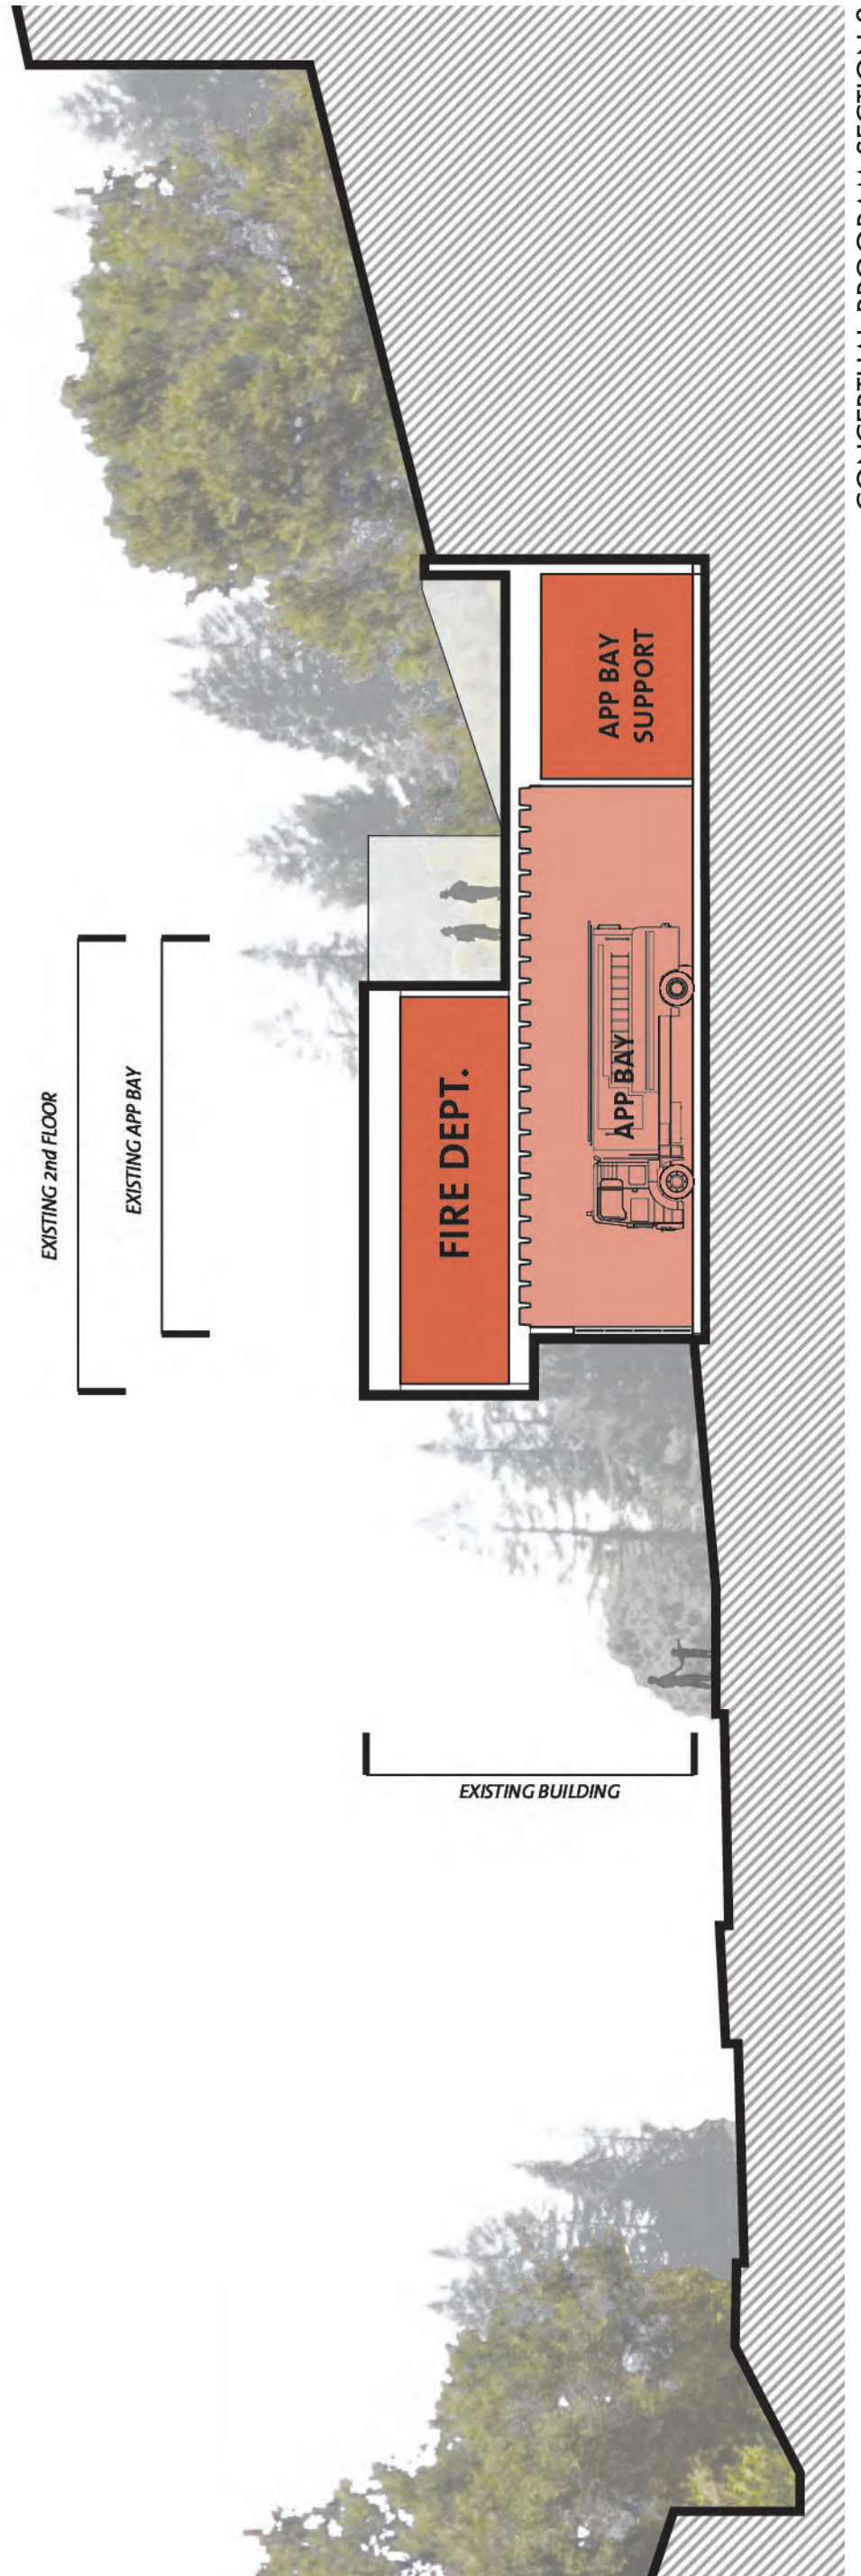 EXISTING 2nd FLOOR
EXISTING APP BAY
EXISTING BUILDING
FIRE DEPT.
APP BAY
APP BAY
SUPPORT